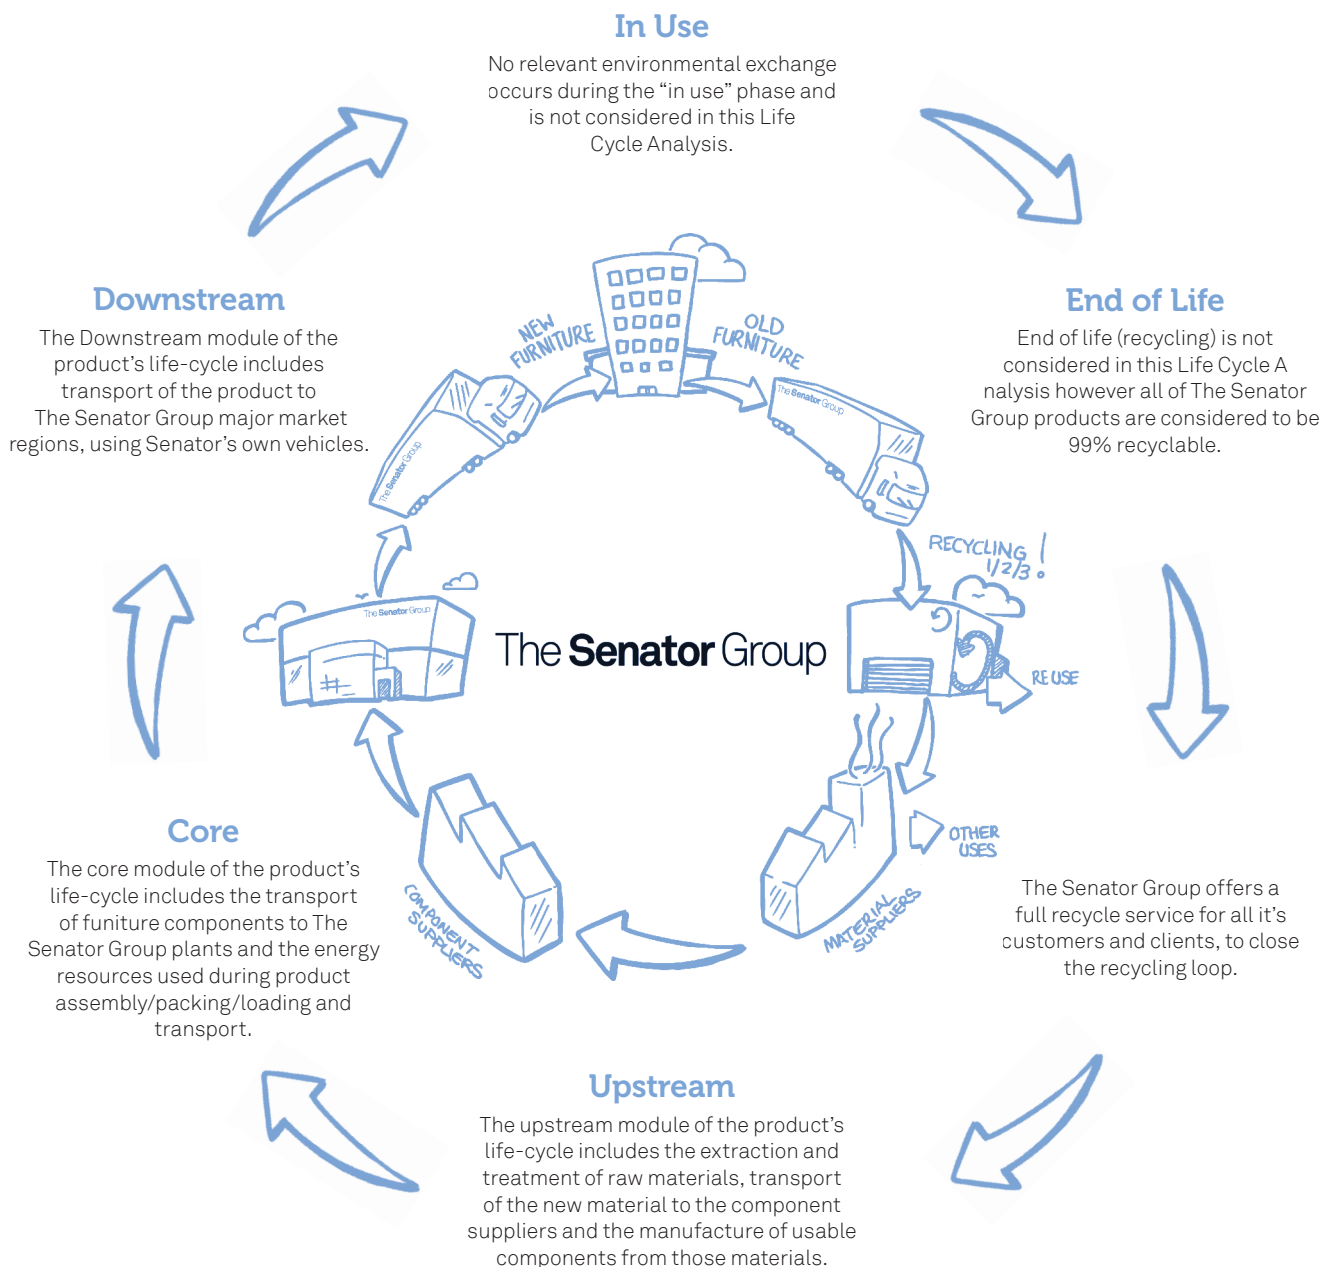 In Use
No relevant environmental exchange
occurs during the “in use” phase and
is not considered in this Life
Cycle Analysis.
Downstream
The Downstream module of the
product’s life-cycle includes
transport of the product to
The Senator Group major market
regions, using Senator’s own vehicles.
End of Life
End of life (recycling) is not
considered in this Life Cycle A
nalysis however all of The Senator
Group products are considered to be
99% recyclable.
NEW
FURNITURE
OLD
FURNITURE
The Senator Group
The Senator Group
RECYCLING !
1/2/3
The Senator Group
The Senator Group
RE USE
OTHER
USES
COMPONENT
SUPPLIERS
MATERIAL
SUPPLIERS
Core
The core module of the product’s
life-cycle includes the transport
of funiture components to The
Senator Group plants and the energy
resources used during product
assembly/packing/loading and
transport.
The Senator Group offers a
full recycle service for all it’s
customers and clients, to close
the recycling loop.
Upstream
The upstream module of the product’s
life-cycle includes the extraction and
treatment of raw materials, transport
of the new material to the component
suppliers and the manufacture of usable
components from those materials.